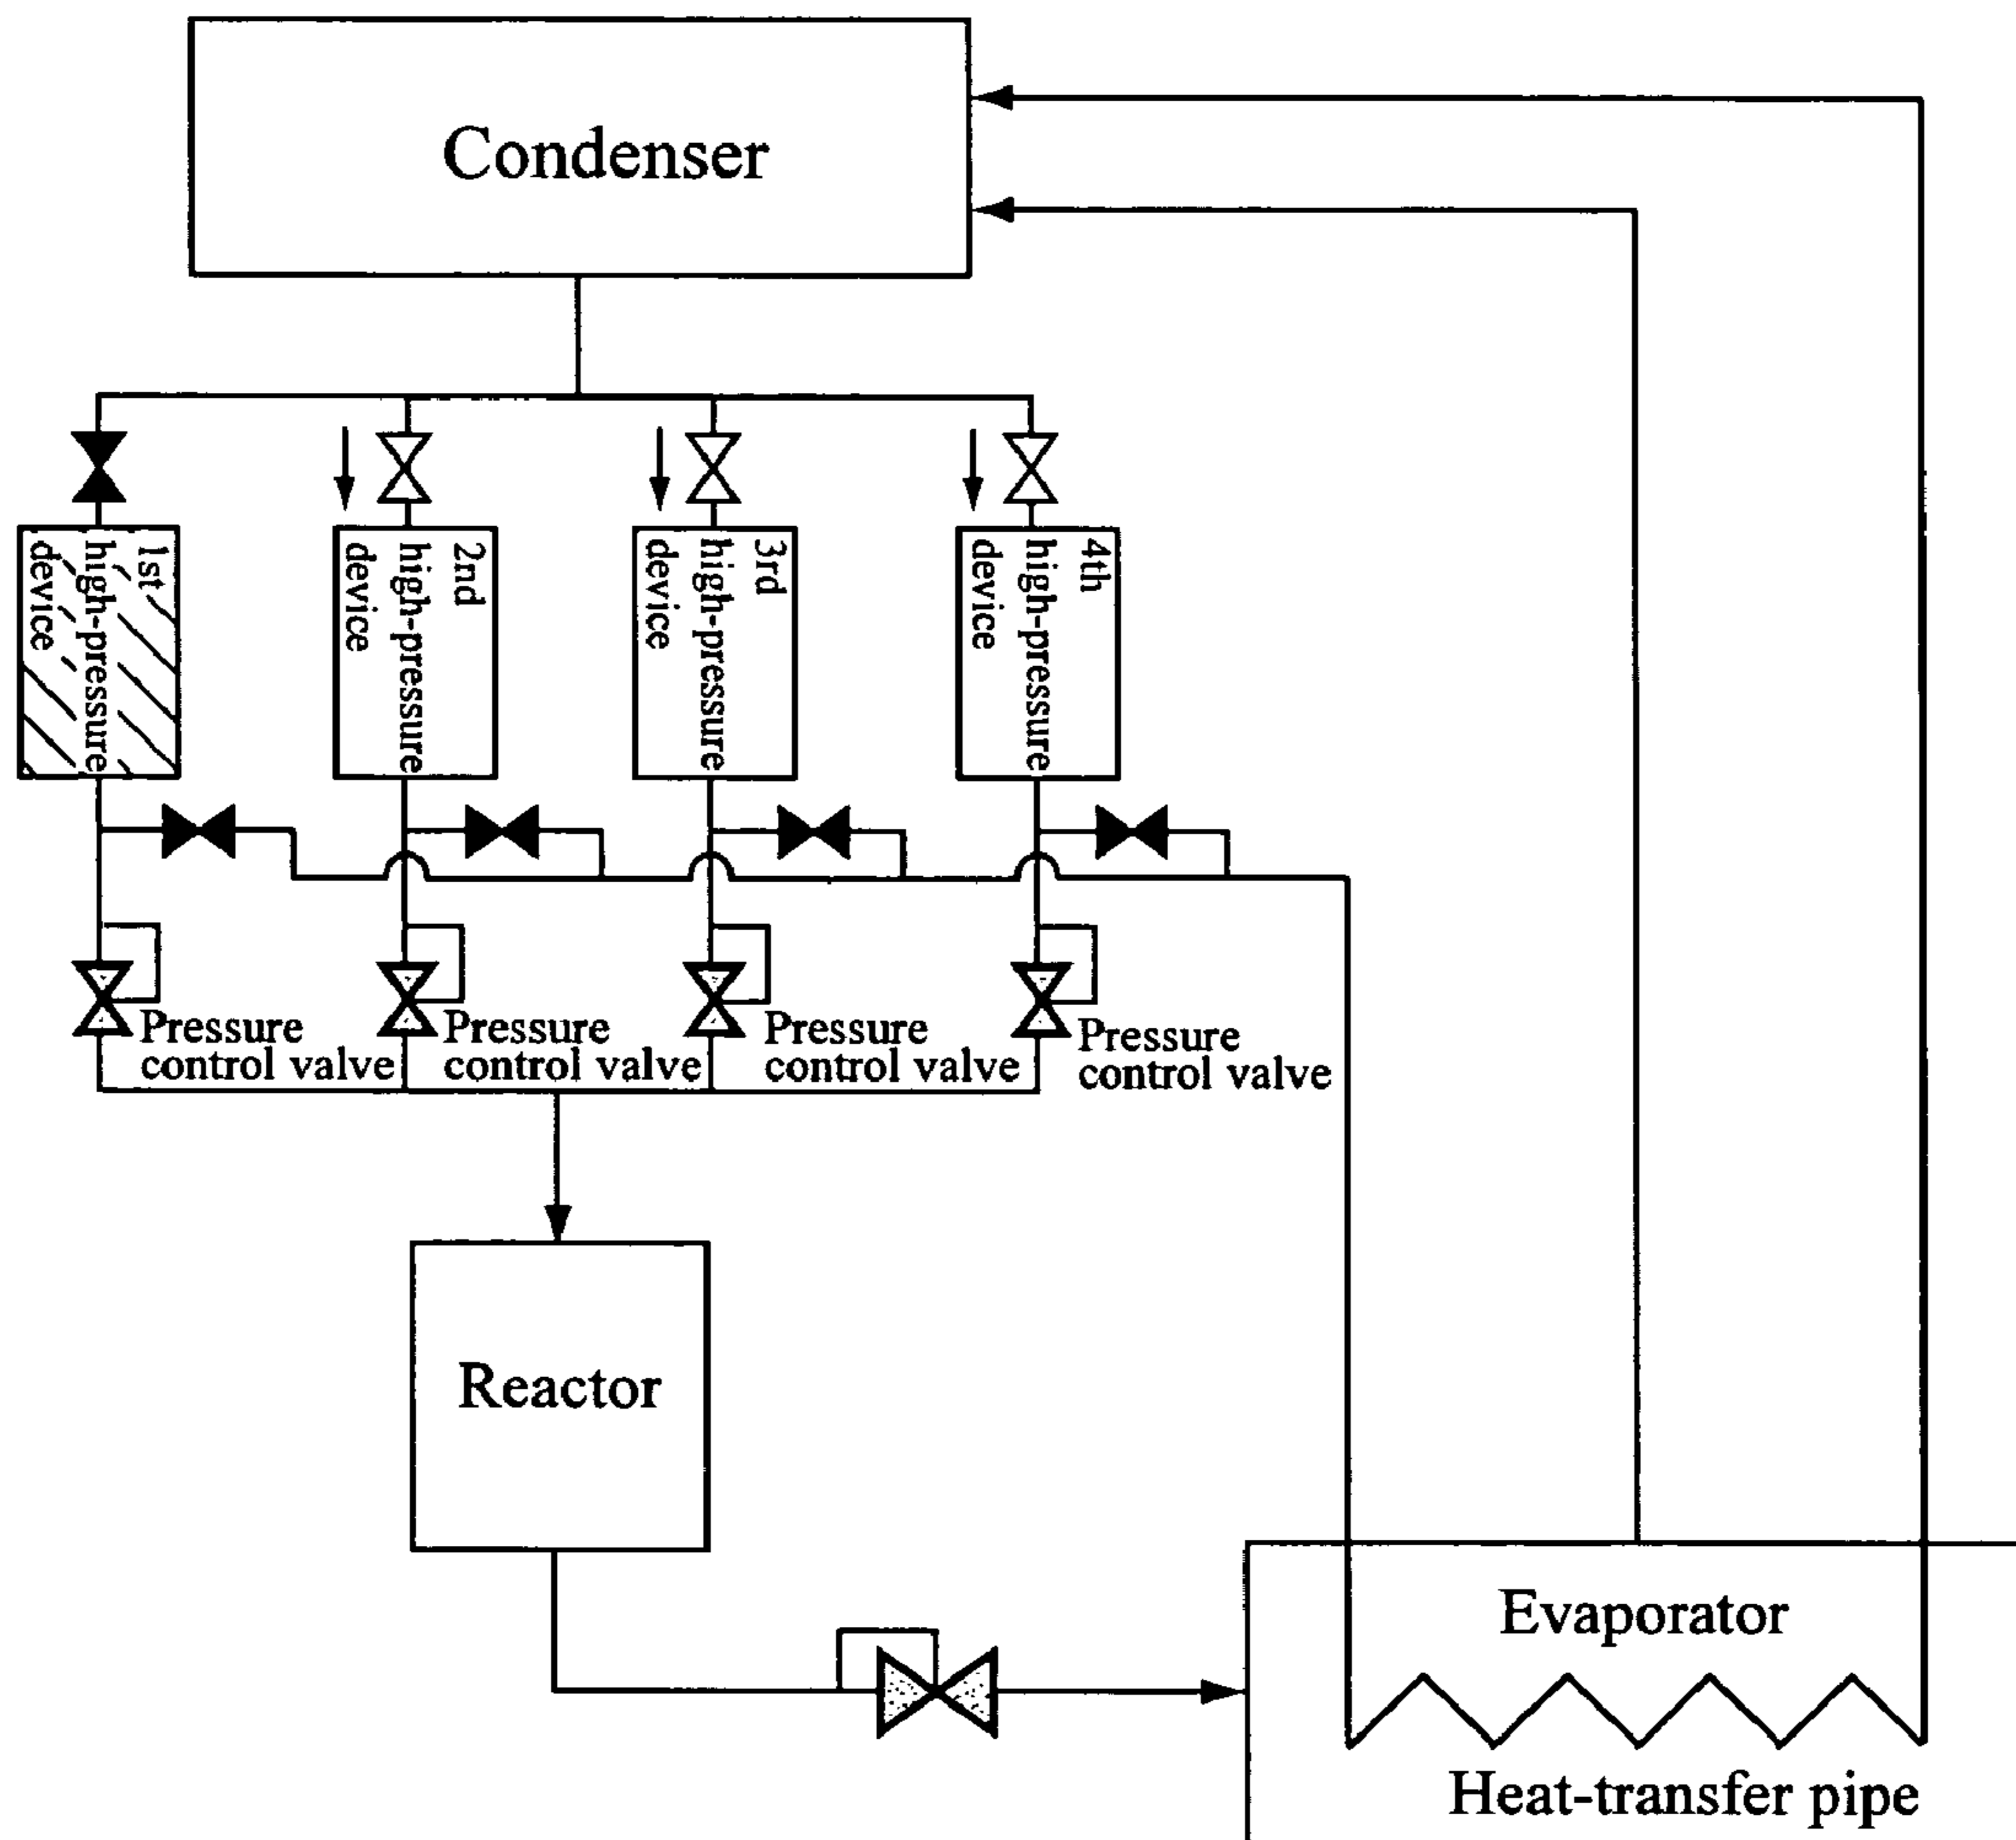 Condenser
1st
high-pressure
device
2nd
high-pressure
device
3rd
high-pressure
device
4th
high-pressure
device
Pressure
control valve
Pressure
control valve
Pressure
control valve
Pressure
control valve
Reactor
Evaporator
Heat-transfer pipe